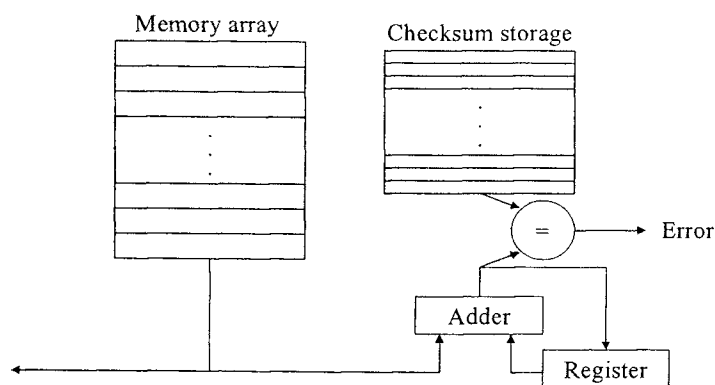 Memory array
Checksum storage
=
Error
Adder
Register